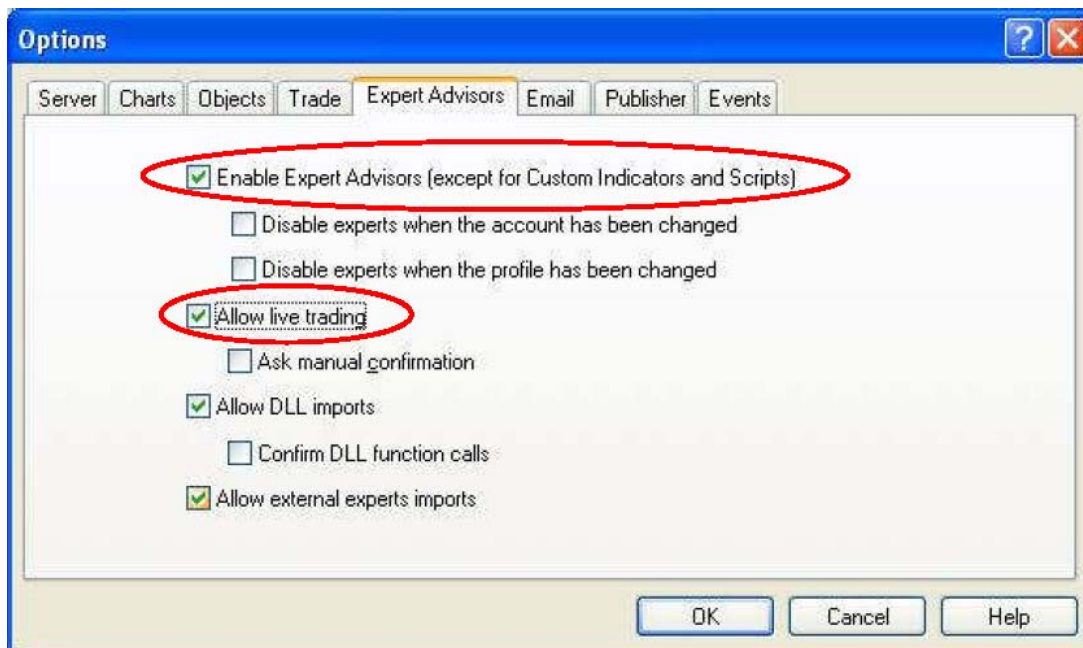 Options
Server Charts Objects Trade Expert Advisors Email Publisher Events
Enable Expert Advisors (except for Custom Indicators and Scripts)
Disable experts when the account has been changed
Disable experts when the profile has been changed
Allow live trading
Ask manual confirmation
Allow DLL imports
Confirm DLL function calls
Allow external experts imports
OK Cancel Help